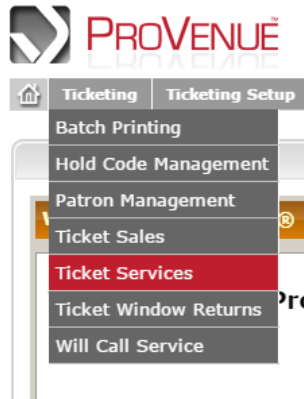 PROVENUE™
Ticketing Ticketing Setup
Batch Printing
Hold Code Management
Patron Management
Ticket Sales
®
Ticket Services
Ticket Window Returns
Will Call Service